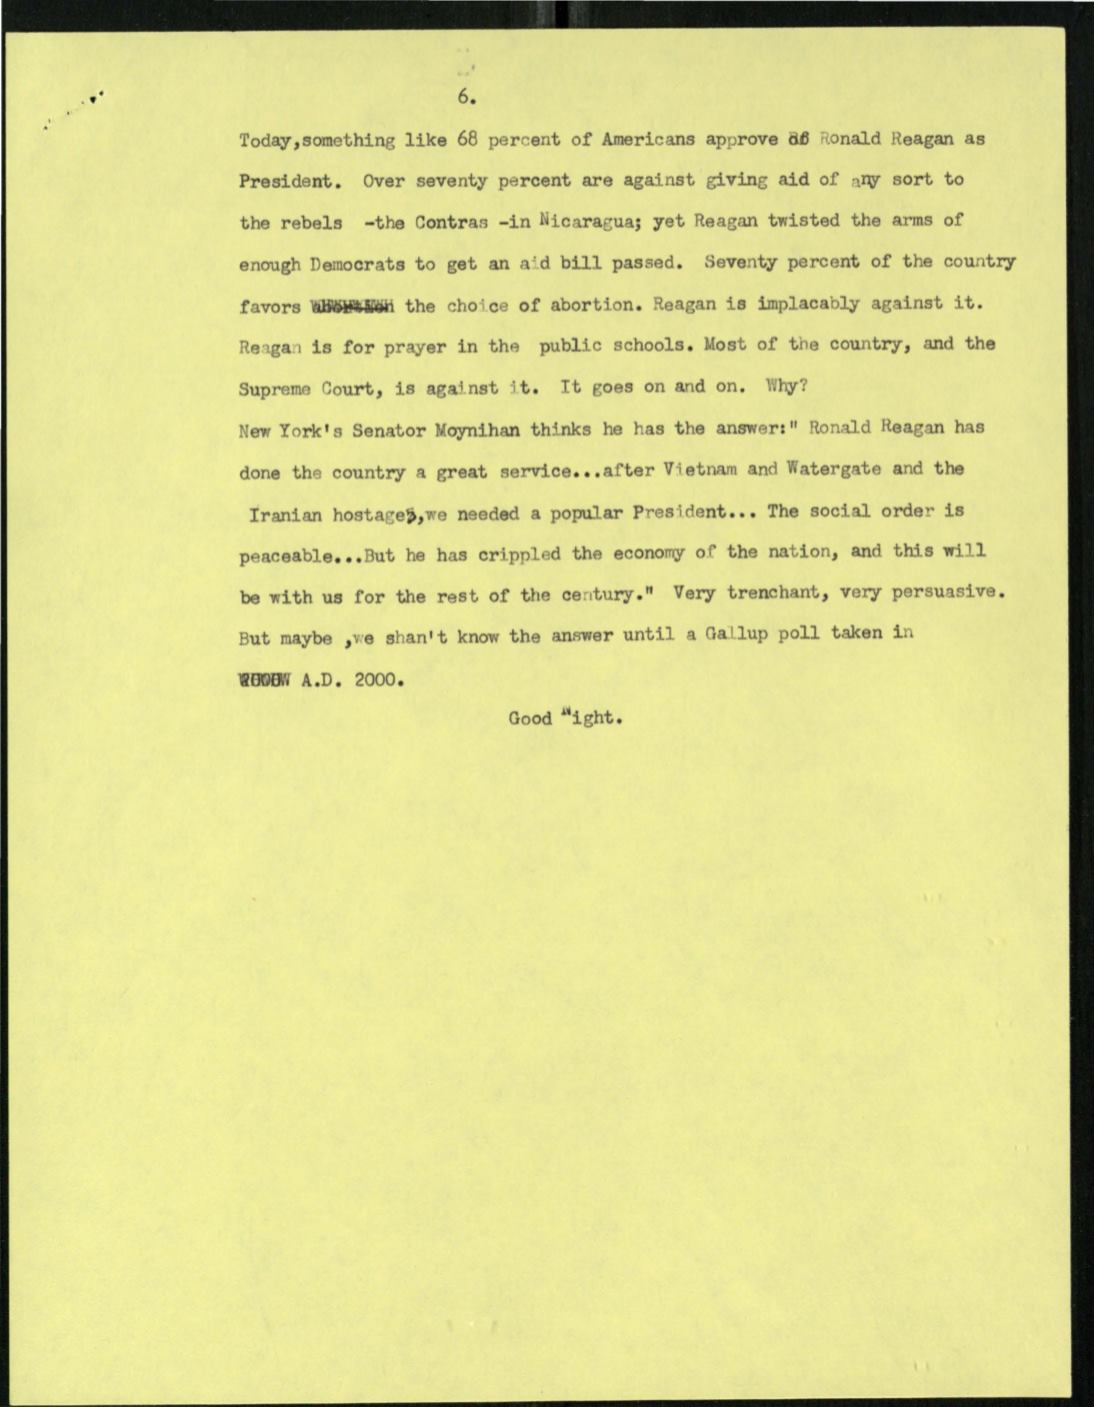 6.
Today,something like 68 percent of Americans approve of Ronald Reagan as
President. Over seventy percent are against giving aid of any sort to
the rebels -the Contras -in Nicaragua; yet Reagan twisted the arms of
enough Democrats to get an aid bill passed. Seventy percent of the country
favors the choice of abortion. Reagan is implacably against it.
Reagan is for prayer in the public schools. Most of the country, and the
Supreme Court, is against it. It goes on and on. Why?
New York's Senator Moynihan thinks he has the answer:" Ronald Reagan has
done the country a great service...after Vietnam and Watergate and the
Iranian hostages,we needed a popular President... The social order is
peaceable...But he has crippled the economy of the nation, and this will
be with us for the rest of the century." Very trenchant, very persuasive.
But maybe ,we shan't know the answer until a Gallup poll taken in
A.D. 2000.
Good Night.